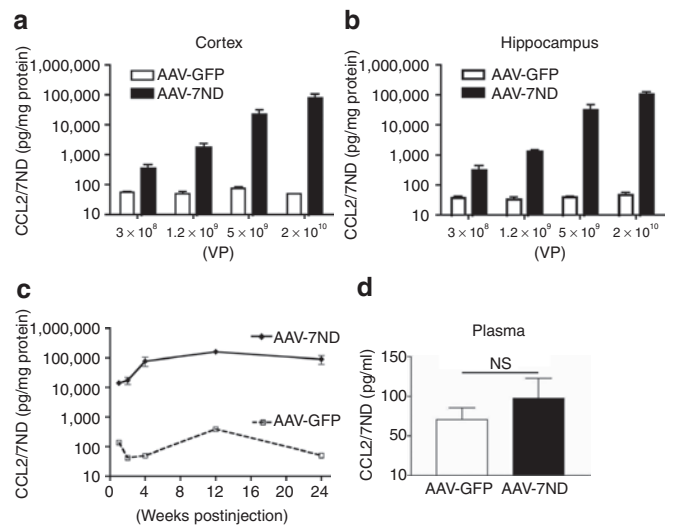 a
Cortex
CCL2/7ND (pg/mg protein)
1,000,000
100,000
10,000
1,000
100
10
AAV-GFP
AAV-7ND
3 × 10⁸
1.2 × 10⁹
5 × 10⁹
2 × 10¹⁰
(VP)
b
Hippocampus
CCL2/7ND (pg/mg protein)
1,000,000
100,000
10,000
1,000
100
10
AAV-GFP
AAV-7ND
3 × 10⁸
1.2 × 10⁹
5 × 10⁹
2 × 10¹⁰
(VP)
c
CCL2/7ND (pg/mg protein)
1,000,000
100,000
10,000
1,000
100
10
AAV-7ND
AAV-GFP
0 4 8 12 16 20 24
(Weeks postinjection)
d
Plasma
CCL2/7ND (pg/ml)
150
100
50
10
NS
AAV-GFP AAV-7ND